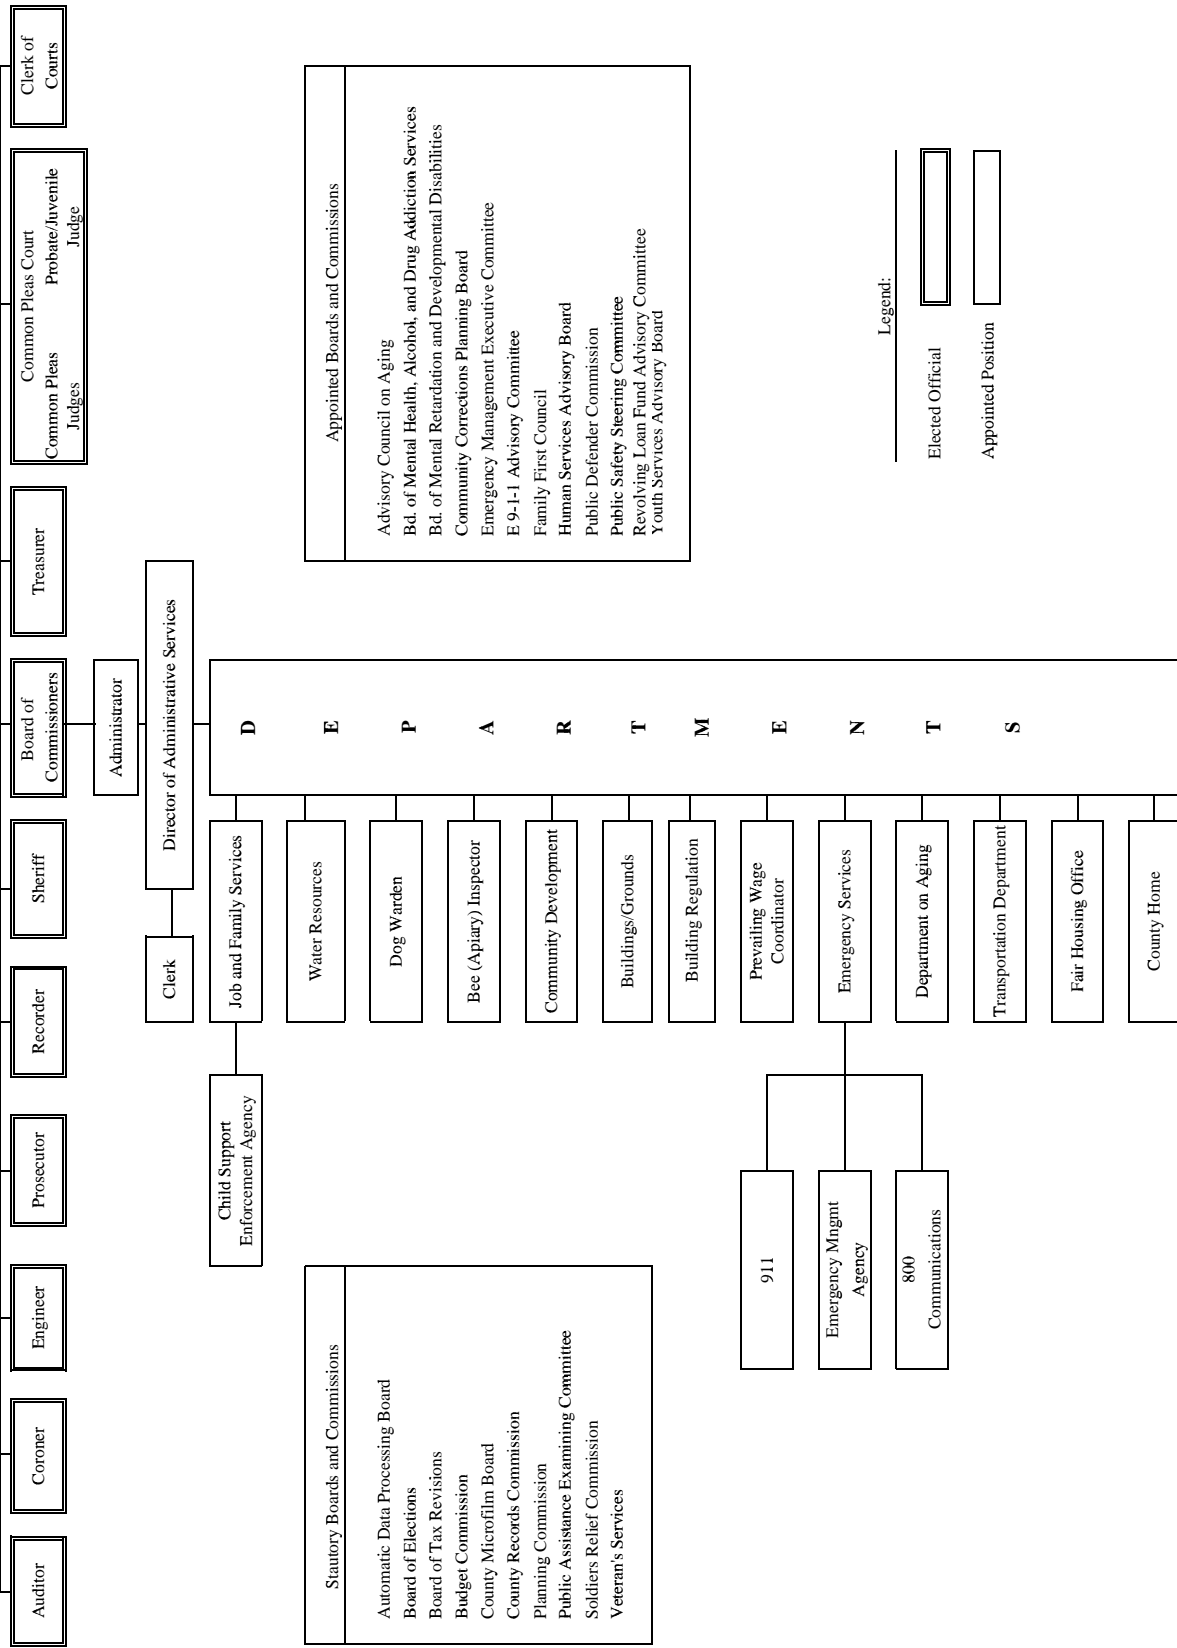 Auditor
Coroner
Engineer
Prosecutor
Recorder
Sheriff
Board of
Commissioners
Treasurer
Common Pleas Court
Common Pleas Probate/Juvenile
Judges Judge
Clerk of
Courts
Administrator
Clerk
Director of Administrative Services
Child Support
Enforcement Agency
Job and Family Services
Water Resources
Dog Warden
Bee (Apiary) Inspector
Community Development
Buildings/Grounds
Building Regulation
Prevailing Wage
Coordinator
Emergency Services
Department on Aging
Transportation Department
Fair Housing Office
County Home
D
E
P
A
R
T
M
E
N
T
S
911
Emergency Mngmt
Agency
800
Communications
Stautory Boards and Commissions
Automatic Data Processing Board
Board of Elections
Board of Tax Revisions
Budget Commission
County Microfilm Board
County Records Commission
Planning Commission
Public Assistance Examining Committee
Soldiers Relief Commission
Veteran's Services
Appointed Boards and Commissions
Advisory Council on Aging
Bd. of Mental Health, Alcohol, and Drug Addiction Services
Bd. of Mental Retardation and Developmental Disabilities
Community Corrections Planning Board
Emergency Management Executive Committee
E 9-1-1 Advisory Committee
Family First Council
Human Services Advisory Board
Public Defender Commission
Public Safety Steering Committee
Revolving Loan Fund Advisory Committee
Youth Services Advisory Board
Legend:
Elected Official
Appointed Position